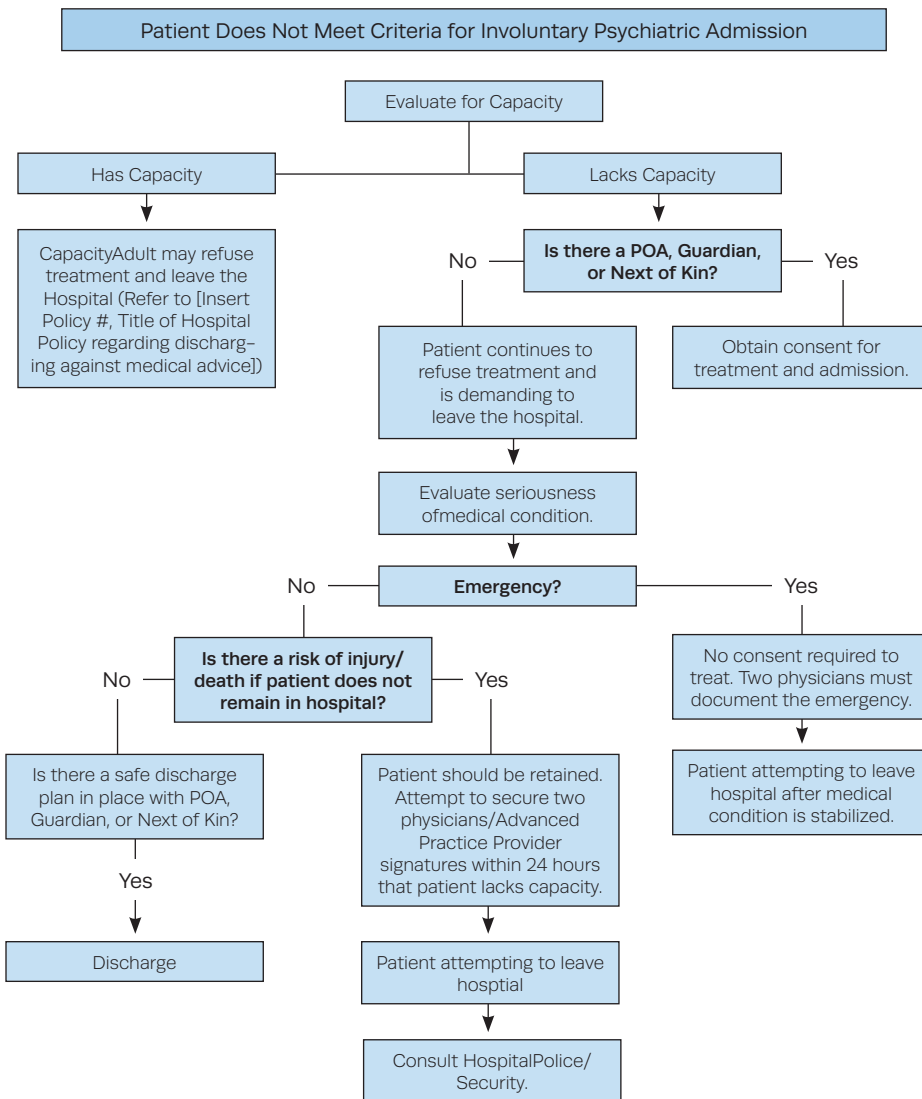 Patient Does Not Meet Criteria for Involuntary Psychiatric Admission
Evaluate for Capacity
Has Capacity
Lacks Capacity
CapacityAdult may refuse
treatment and leave the
Hospital (Refer to [Insert
Policy #, Title of Hospital
Policy regarding discharg-
ing against medical advice])
No
Is there a POA, Guardian,
or Next of Kin?
Yes
Patient continues to
refuse treatment and
is demanding to
leave the hospital.
Obtain consent for
treatment and admission.
Evaluate seriousness
ofmedical condition.
No
Emergency?
Yes
No
Is there a risk of injury/
death if patient does not
remain in hospital?
Yes
No consent required to
treat. Two physicians must
document the emergency.
Is there a safe discharge
plan in place with POA,
Guardian, or Next of Kin?
Patient should be retained.
Attempt to secure two
physicians/Advanced
Practice Provider
signatures within 24 hours
that patient lacks capacity.
Patient attempting to leave
hospital after medical
condition is stabilized.
Yes
Discharge
Patient attempting to leave
hosptial
Consult HospitalPolice/
Security.